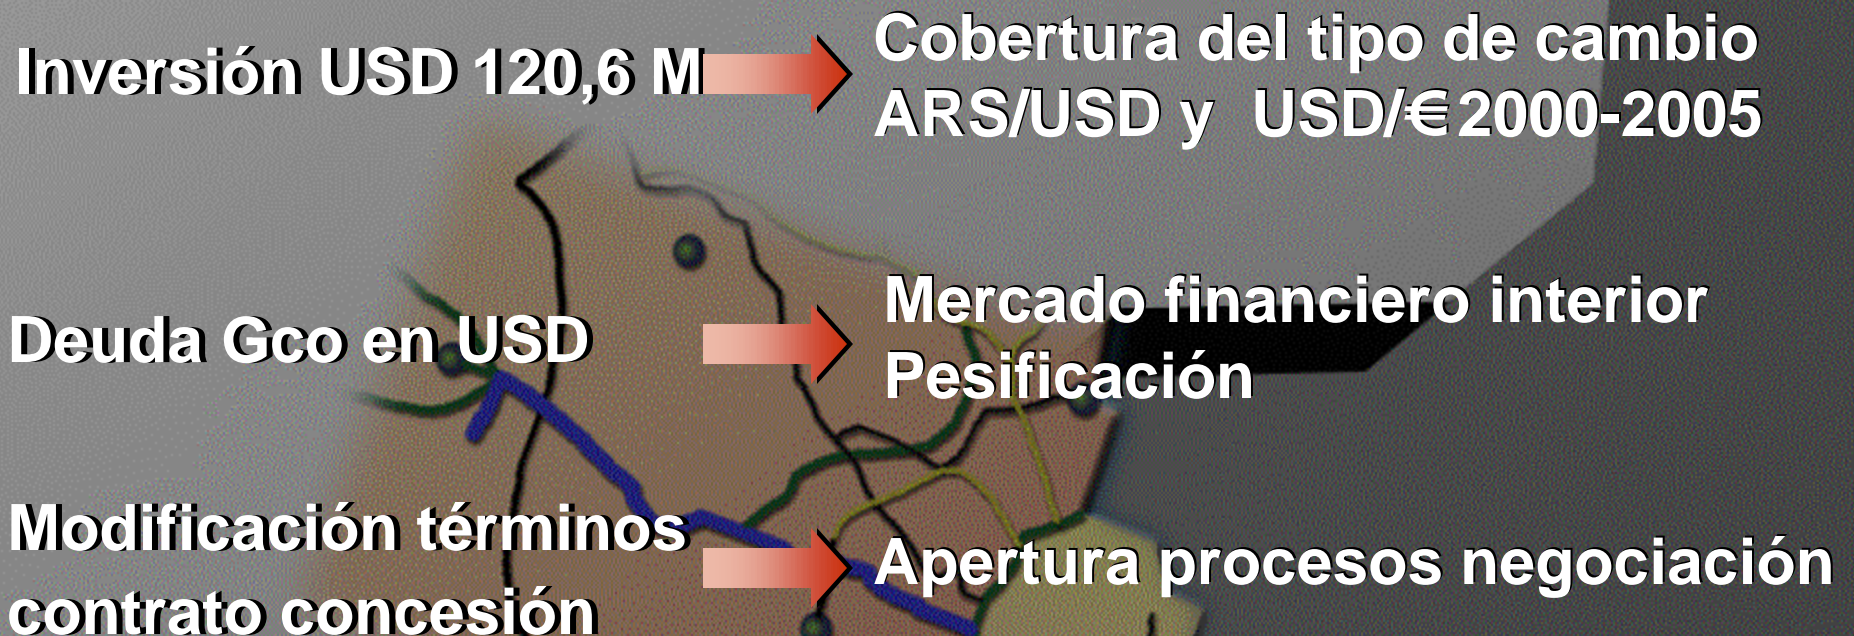 Inversión USD 120,6 M
Cobertura del tipo de cambio
ARS/USD y USD/€2000-2005
Deuda Gco en USD
Mercado financiero interior
Pesificación
Modificación términos
contrato concesión
Apertura procesos negociación